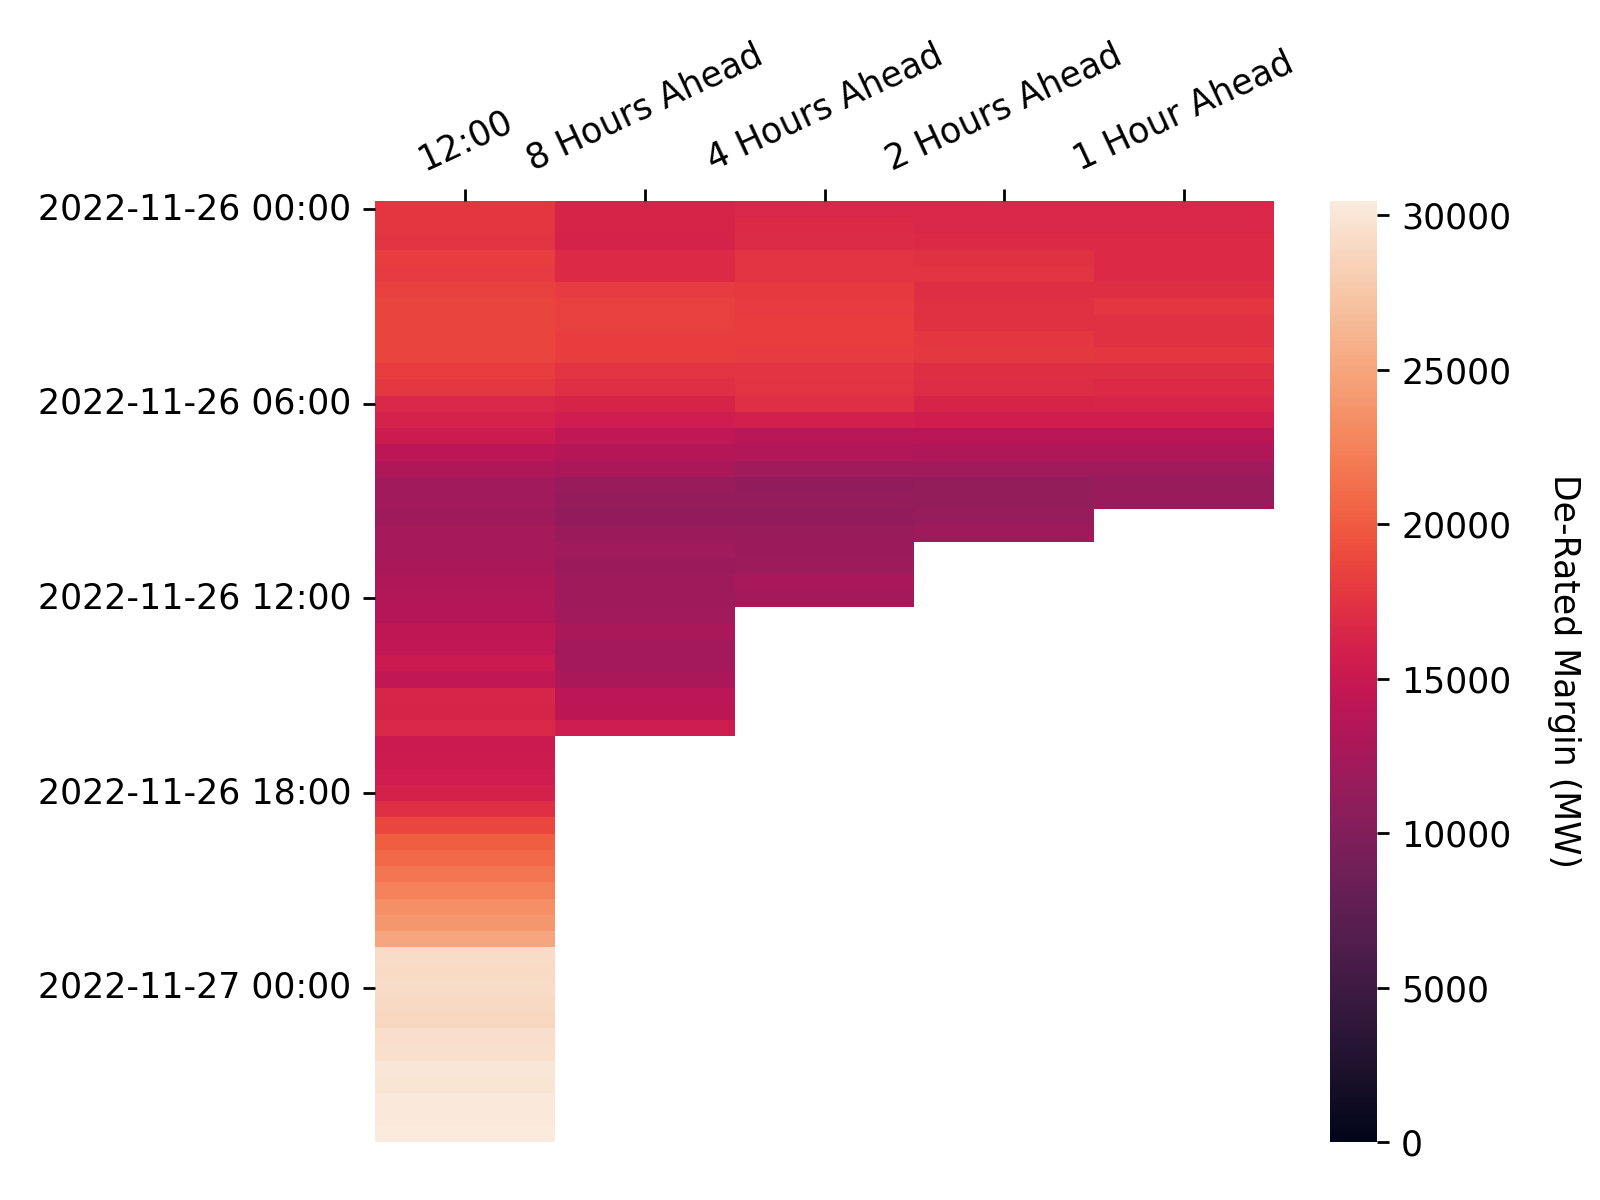 12:00
8 Hours Ahead
4 Hours Ahead
2 Hours Ahead
1 Hour Ahead
2022-11-26 00:00
2022-11-26 06:00
2022-11-26 12:00
2022-11-26 18:00
2022-11-27 00:00
30000
25000
20000
15000
10000
5000
0
De-Rated Margin (MW)